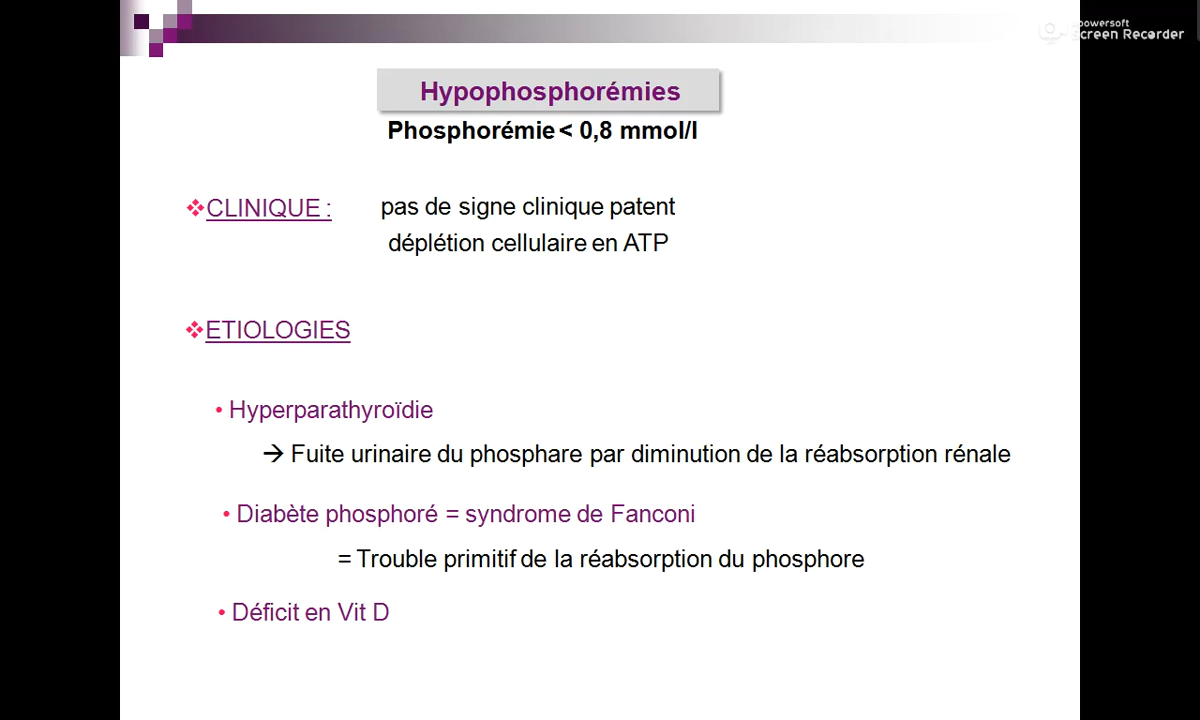 powersoft
Screen Recorder
Hypophosphorémies
Phosphorémie < 0,8 mmol/l
❖CLINIQUE : pas de signe clinique patent
déplétion cellulaire en ATP
❖ETIOLOGIES
• Hyperparathyroïdie
→ Fuite urinaire du phosphare par diminution de la réabsorption rénale
• Diabète phosphoré = syndrome de Fanconi
= Trouble primitif de la réabsorption du phosphore
• Déficit en Vit D